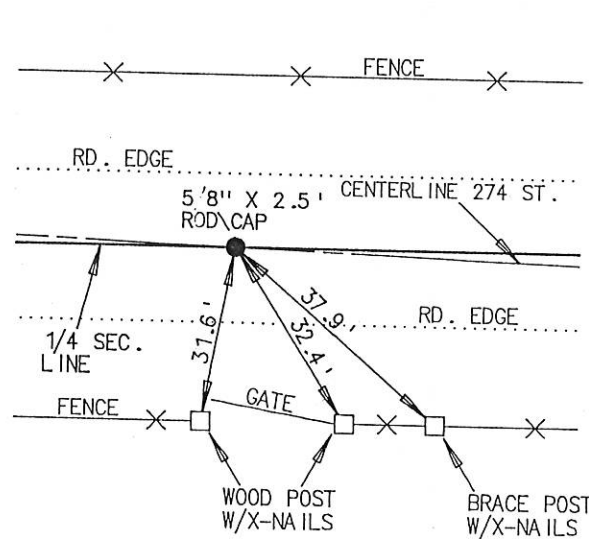 FENCE
RD. EDGE
5'8" X 2.5'
ROD\CAP
CENTERLINE 274 ST.
31.6'
32.4'
37.9'
1/4 SEC.
LINE
RD. EDGE
FENCE
GATE
WOOD POST
W/X-NAILS
BRACE POST
W/X-NAILS